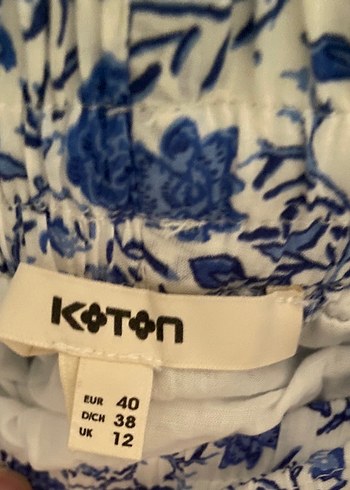 KOTON
EUR 40
D/CH 38
UK 12